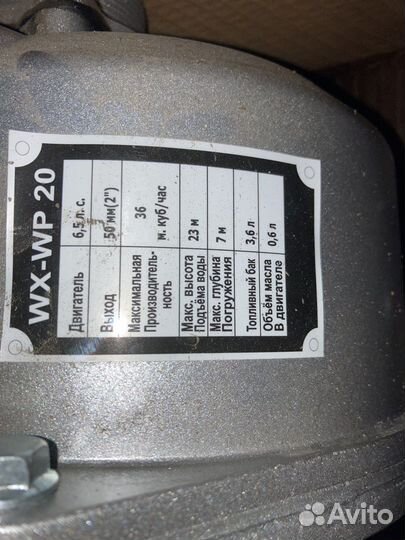 WX-WP 20
Двигатель 6,5 л. с.
Выход 50 мм(2")
Максимальная 36
Производитель- м. куб/час
ность
Макс. высота 23 м
Подъёма воды
Макс. глубина 7 м
Погружения
Топливный бак 3,6 л
Объём масла 0,6 л
В двигателе
Avito